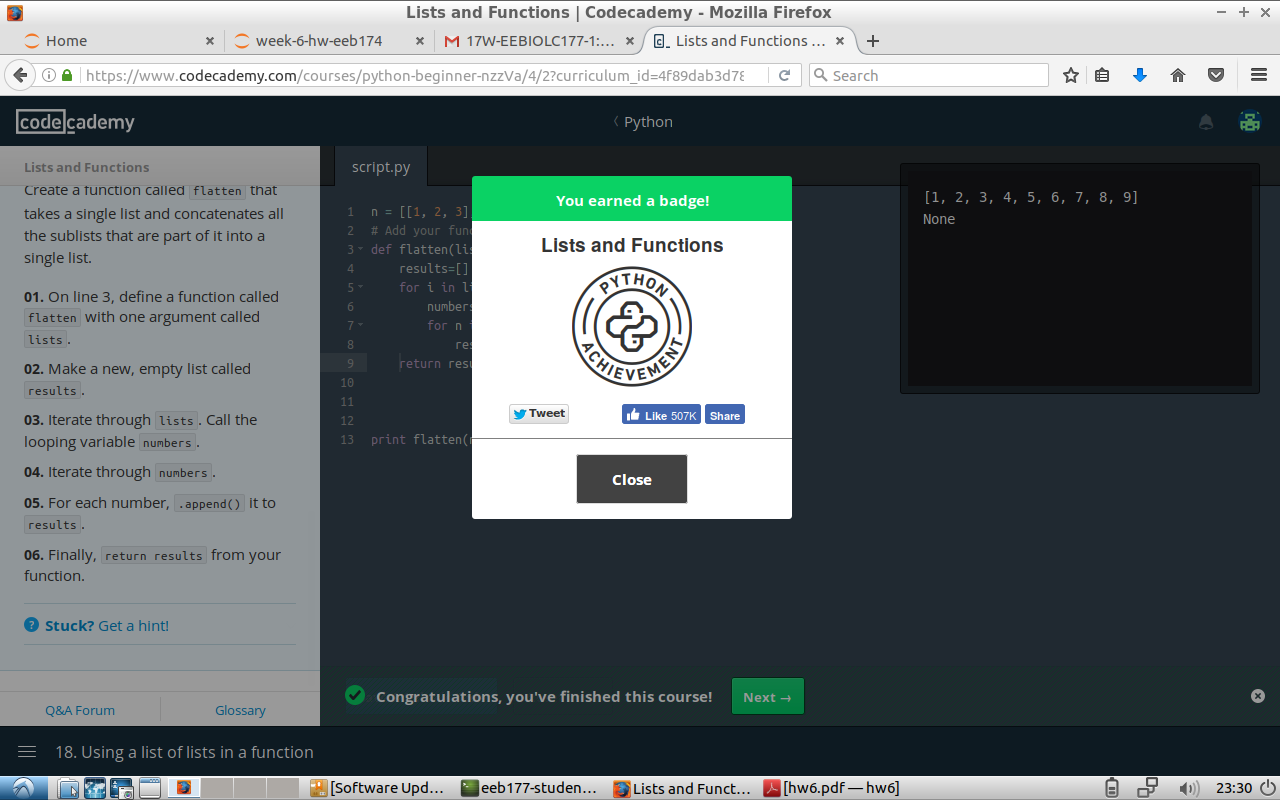 Lists and Functions | Codecademy - Mozilla Firefox
Home
week-6-hw-eeb174
17W-EEBIOLC177-1:...
Lists and Functions ...
https://www.codecademy.com/courses/python-beginner-nzzVa/4/2?curriculum_id=4f89dab3d78
Search
codecademy
Python
Lists and Functions
Create a function called flatten that
takes a single list and concatenates all
the sublists that are part of it into a
single list.
01. On line 3, define a function called
flatten with one argument called
lists.
02. Make a new, empty list called
results.
03. Iterate through lists. Call the
looping variable numbers.
04. Iterate through numbers.
05. For each number, .append() it to
results.
06. Finally, return results from your
function.
? Stuck? Get a hint!
Q&A Forum
Glossary
script.py
1 n = [[1, 2, 3]
2 # Add your fun
3 def flatten(lis
4 results=[]
5 for i in li
6 numbers
7 for n i
8 res
9 return resu
10
11
12
13 print flatten(n
[1, 2, 3, 4, 5, 6, 7, 8, 9]
None
You earned a badge!
Lists and Functions
PYTHON
ACHIEVEMENT
Tweet
Like 507K
Share
Close
Congratulations, you've finished this course!
Next →
18. Using a list of lists in a function
[Software Upd...
eeb177-studen...
Lists and Funct...
[hw6.pdf — hw6]
23:30